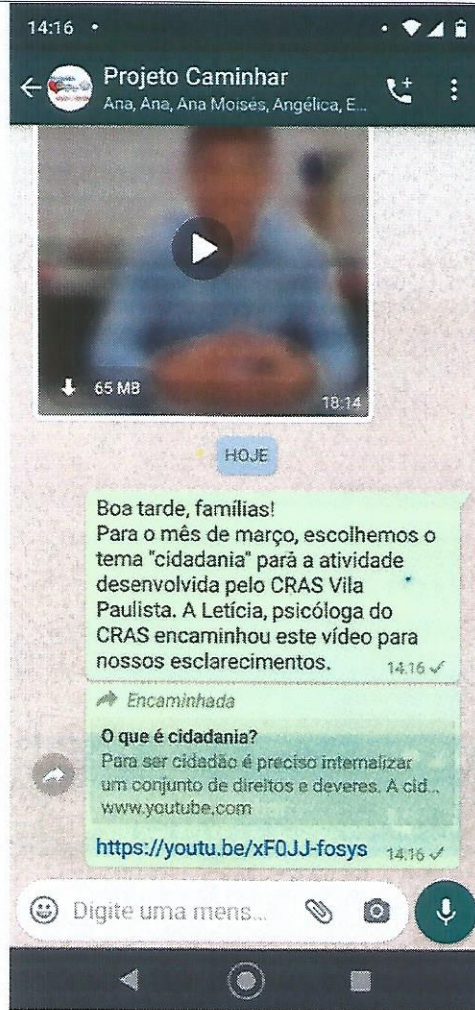 14:16
Projeto Caminhar
Ana, Ana, Ana Moisés, Angélica, E...
65 MB
18:14
HOJE
Boa tarde, famílias!
Para o mês de março, escolhemos o
tema "cidadania" para a atividade
desenvolvida pelo CRAS Vila
Paulista. A Letícia, psicóloga do
CRAS encaminhou este vídeo para
nossos esclarecimentos. 14:16
Encaminhada
O que é cidadania?
Para ser cidadão é preciso internalizar
um conjunto de direitos e deveres. A cid...
www.youtube.com
https://youtu.be/xF0JJ-fosys 14:16
Digite uma mens...